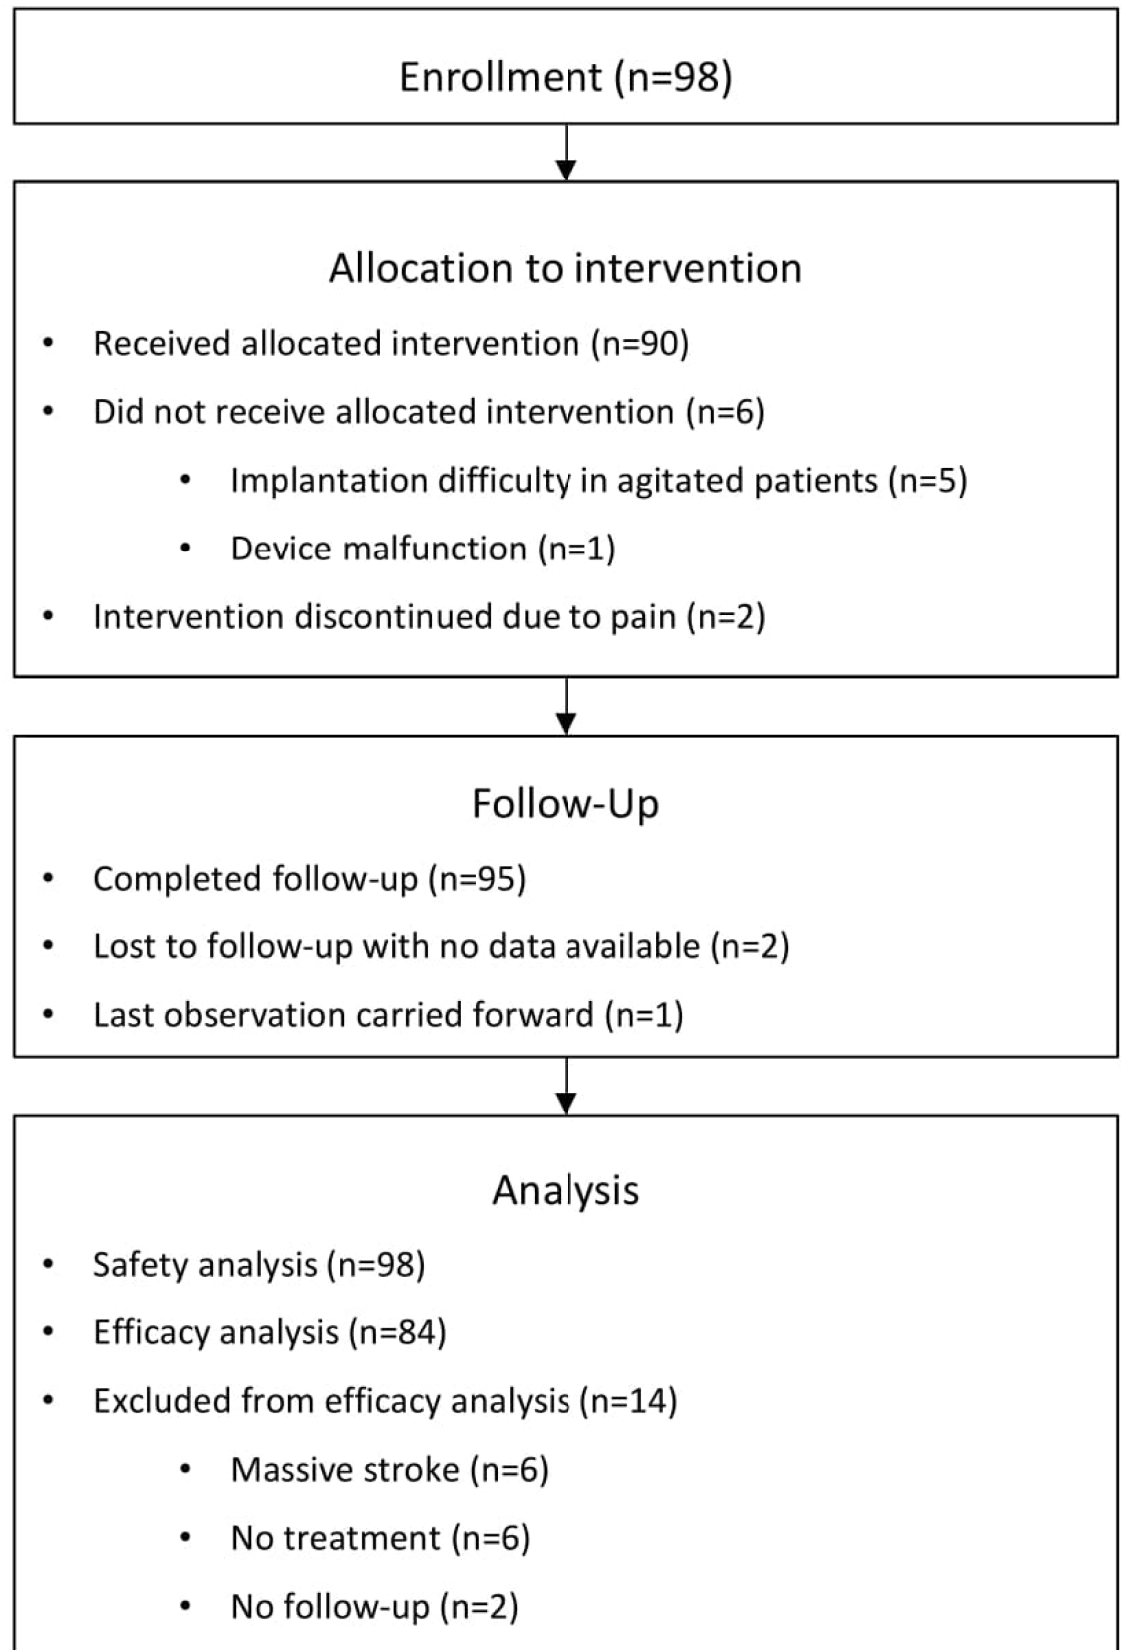 Enrollment (n=98)
Allocation to intervention
• Received allocated intervention (n=90)
• Did not receive allocated intervention (n=6)
• Implantation difficulty in agitated patients (n=5)
• Device malfunction (n=1)
• Intervention discontinued due to pain (n=2)
Follow-Up
• Completed follow-up (n=95)
• Lost to follow-up with no data available (n=2)
• Last observation carried forward (n=1)
Analysis
• Safety analysis (n=98)
• Efficacy analysis (n=84)
• Excluded from efficacy analysis (n=14)
• Massive stroke (n=6)
• No treatment (n=6)
• No follow-up (n=2)